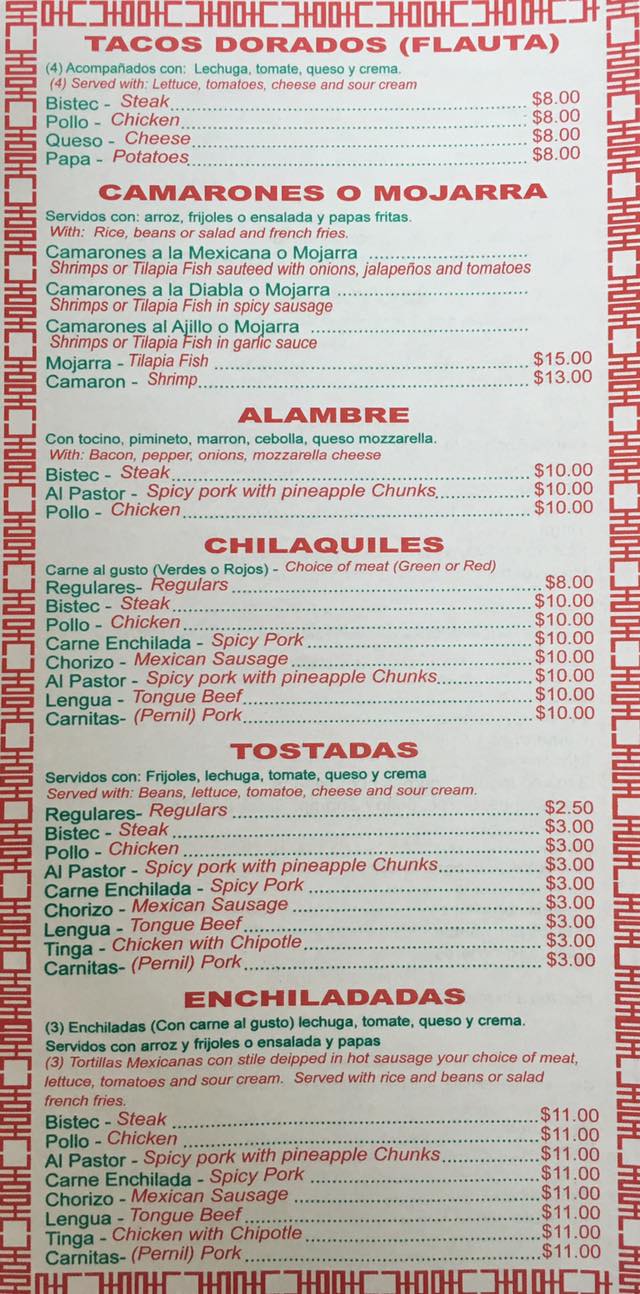 TACOS DORADOS (FLAUTA)
(4) Acompañados con: Lechuga, tomate, queso y crema.
(4) Served with: Lettuce, tomatoes, cheese and sour cream
Bistec - Steak........................ $8.00
Pollo - Chicken........................ $8.00
Queso - Cheese........................ $8.00
Papa - Potatoes........................ $8.00
CAMARONES O MOJARRA
Servidos con: arroz, frijoles o ensalada y papas fritas.
With: Rice, beans or salad and french fries.
Camarones a la Mexicana o Mojarra ........................
Shrimps or Tilapia Fish sauteed with onions, jalapeños and tomatoes
Camarones a la Diabla o Mojarra ........................
Shrimps or Tilapia Fish in spicy sausage
Camarones al Ajillo o Mojarra ........................
Shrimps or Tilapia Fish in garlic sauce
Mojarra - Tilapia Fish ........................ $15.00
Camaron - Shrimp........................ $13.00
ALAMBRE
Con tocino, pimineto, marron, cebolla, queso mozzarella.
With: Bacon, pepper, onions, mozzarella cheese
Bistec - Steak........................ $10.00
Al Pastor - Spicy pork with pineapple Chunks........................ $10.00
Pollo - Chicken........................ $10.00
CHILAQUILES
Carne al gusto (Verdes o Rojos) - Choice of meat (Green or Red)
Regulares- Regulars........................ $8.00
Bistec - Steak........................ $10.00
Pollo - Chicken........................ $10.00
Carne Enchilada - Spicy Pork........................ $10.00
Chorizo - Mexican Sausage........................ $10.00
Al Pastor - Spicy pork with pineapple Chunks........................ $10.00
Lengua - Tongue Beef........................ $10.00
Carnitas- (Pernil) Pork........................ $10.00
TOSTADAS
Servidos con: Frijoles, lechuga, tomate, queso y crema
Served with: Beans, lettuce, tomatoe, cheese and sour cream.
Regulares- Regulars ........................ $2.50
Bistec - Steak ........................ $3.00
Pollo - Chicken ........................ $3.00
Al Pastor - Spicy pork with pineapple Chunks........................ $3.00
Carne Enchilada - Spicy Pork ........................ $3.00
Chorizo - Mexican Sausage ........................ $3.00
Lengua - Tongue Beef........................ $3.00
Tinga - Chicken with Chipotle........................ $3.00
Carnitas- (Pernil) Pork........................ $3.00
ENCHILADADAS
(3) Enchiladas (Con carne al gusto) lechuga, tomate, queso y crema.
Servidos con arroz y frijoles o ensalada y papas
(3) Tortillas Mexicanas con stile deipped in hot sausage your choice of meat,
lettuce, tomatoes and sour cream. Served with rice and beans or salad
french fries.
Bistec - Steak ........................ $11.00
Pollo - Chicken ........................ $11.00
Al Pastor - Spicy pork with pineapple Chunks........................ $11.00
Carne Enchilada - Spicy Pork ........................ $11.00
Chorizo - Mexican Sausage ........................ $11.00
Lengua - Tongue Beef ........................ $11.00
Tinga - Chicken with Chipotle........................ $11.00
Carnitas- (Pernil) Pork ........................ $11.00